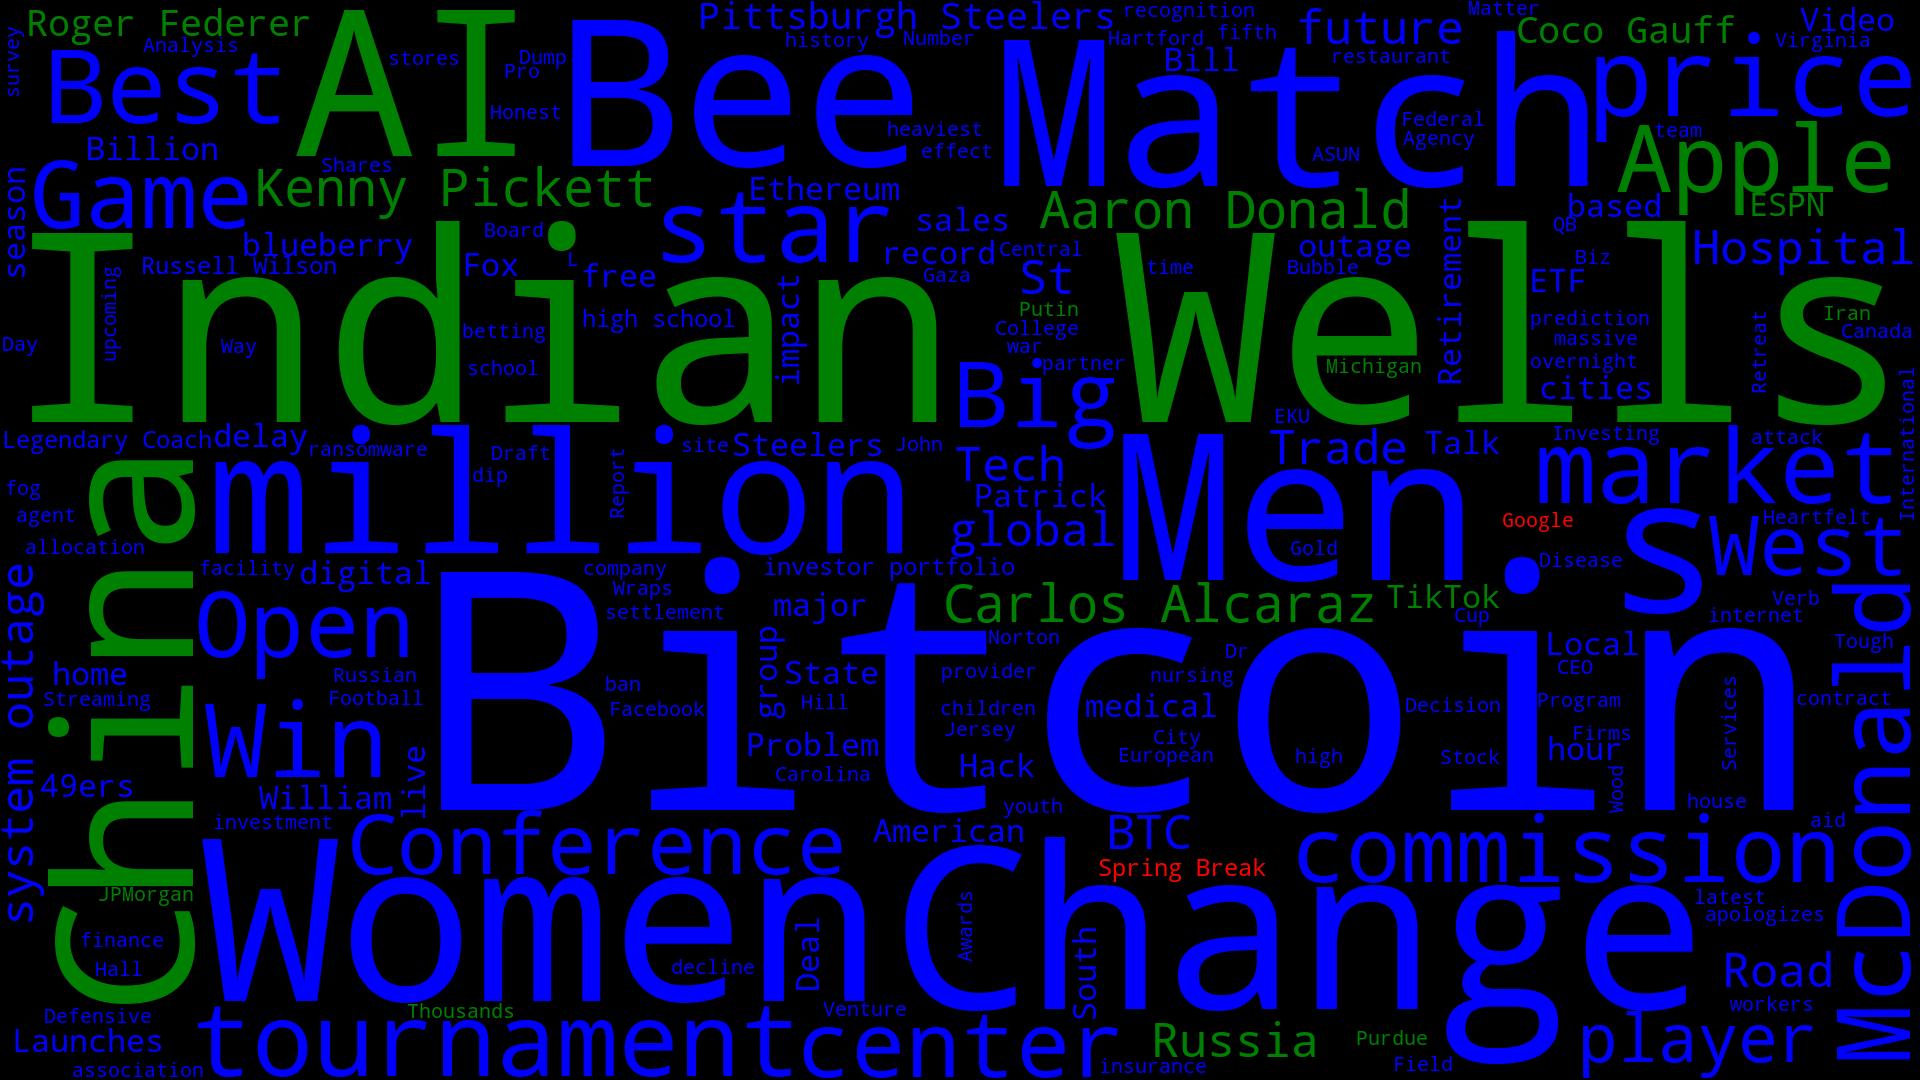 Roger Federer
AI
Bee
Pittsburgh Steelers
recognition
Matter
Coco Gauff
Video
survey
Analysis
stores
Dump
Pro
history
Number
Hartford
fifth
future
Virginia
Best
Honest
Match
Bill
restaurant
price
Billion
Shares
heaviest
effect
ASUN
Federal
Agency
team
Apple
season
Game
Kenny Pickett
Ethereum
star
sales
Aaron Donald
Retirement
based
ESPN
QB
blueberry
Board
Fox
L
free
record
Central
Gaza
St
time
Bubble
outage
Biz
ETF
Hospital
Russell Wilson
upcoming
Indian Wells
betting
high school
impact
Putin
College
war
prediction
massive
overnight
Retreat
Iran
Canada
Day
Way
school
partner
Michigan
cities
Big
EKU
International
Legendary Coach
delay
ransomware
Draft
dip
Report
site
Steelers
John
Tech
Trade
Talk
Investing
attack
market
fog
agent
allocation
China
million
Patrick
global
Men.s
Gold
Google
Disease
Heartfelt
West
system outage
facility
digital
company
Wraps
settlement
investor portfolio
major
Carlos Alcaraz
TikTok
Cup
Verb
internet
Open
Bitcoin
Norton
Dr
Local
CEO
Tough
home
Streaming
Russian
Football
ban
Facebook
group
State
Hill
provider
children
Jersey
nursing
medical
City
European
Decision
Program
Firms
Services
contract
McDonald
Win
live
Problem
Carolina
Hack
high
Stock
hour
Wood
49ers
William
youth
house
investment
Conference
American
BTC
Spring Break
commission
aid
JPMorgan
finance
Hall
Women
Change
Deal
decline
Awards
South
latest
apologizes
Road
workers
Defensive
Launches
association
Thousands
Venture
tournament
center
insurance
Russia
Purdue
Field
player